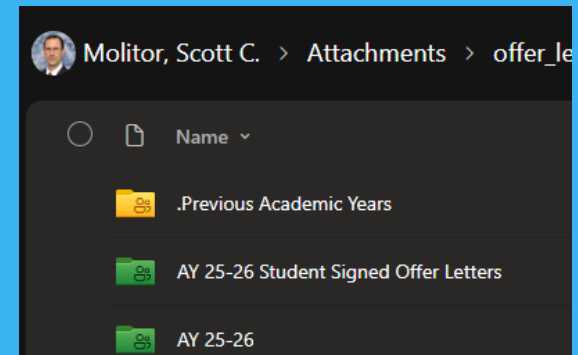 Molitor, Scott C. > Attachments > offer_le
Name
.Previous Academic Years
AY 25-26 Student Signed Offer Letters
AY 25-26